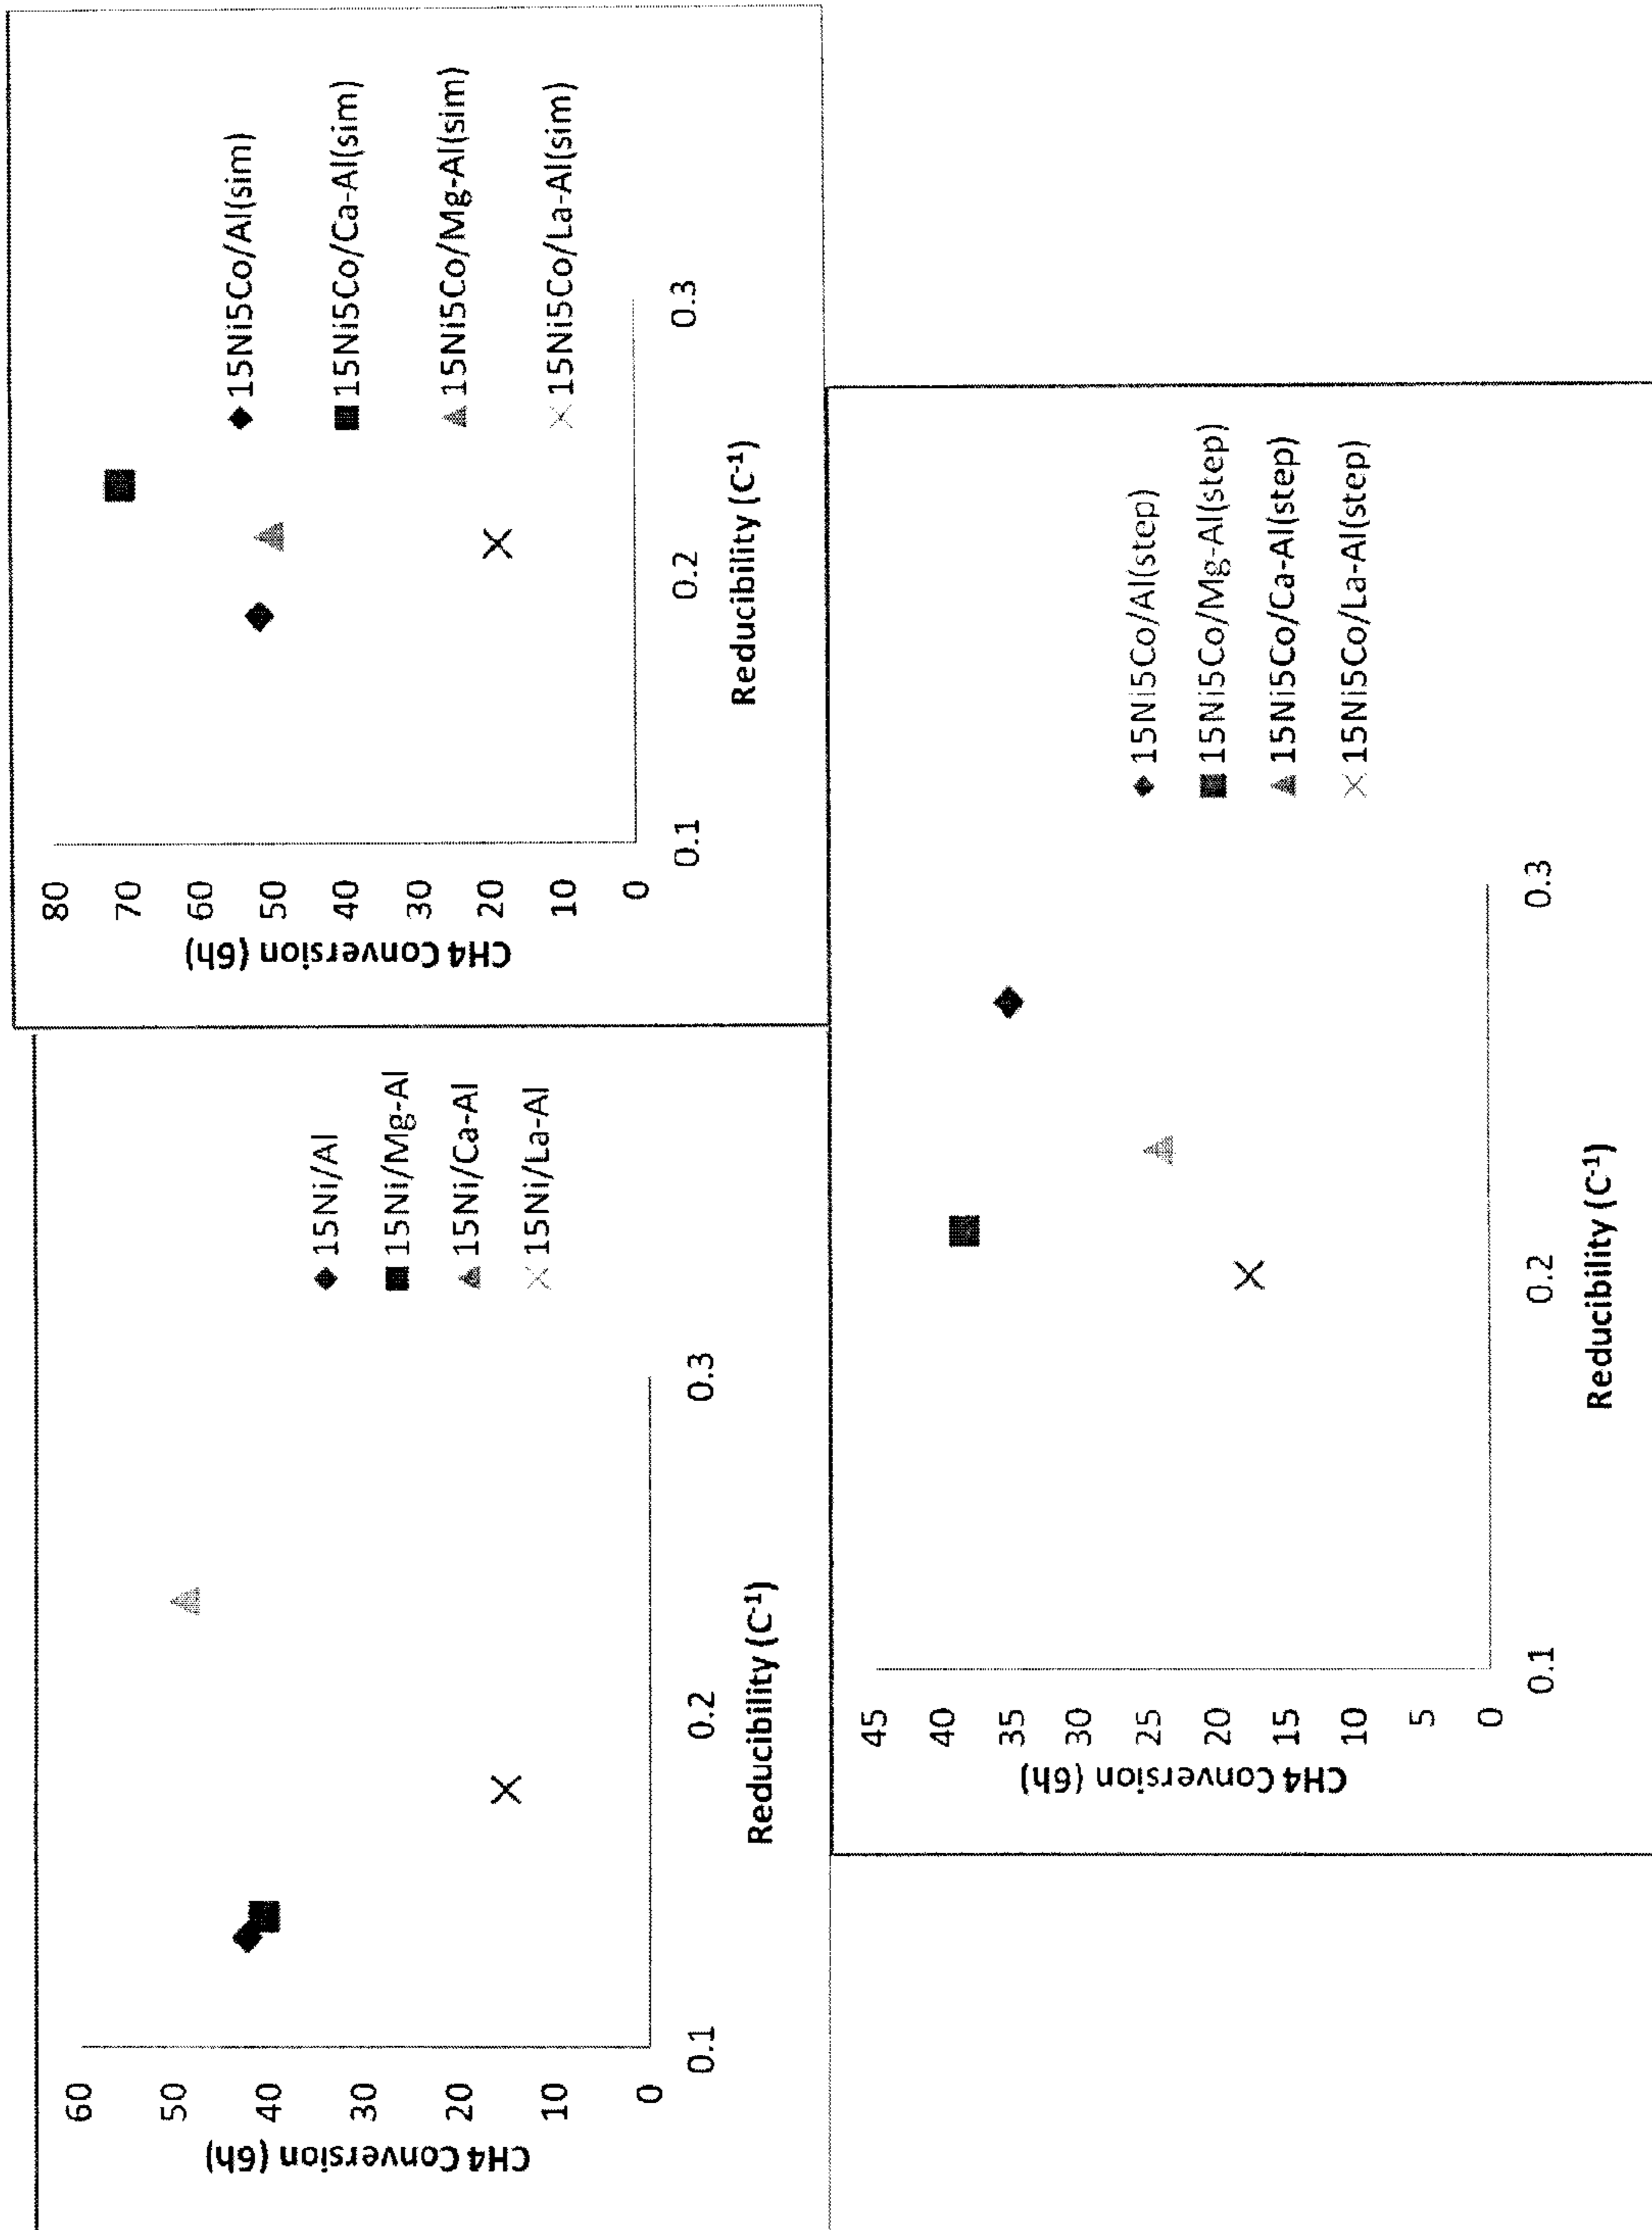 60
50
40
30
20
10
0
CH4 Conversion (6h)
0.1
0.2
0.3
Reducibility (C-1)
15Ni/Al
15Ni/Mg-Al
15Ni/Ca-Al
15Ni/La-Al
80
70
60
50
40
30
20
10
0
CH4 Conversion (6h)
0.1
0.2
0.3
Reducibility (C-1)
15Ni5Co/Al(sim)
15Ni5Co/Ca-Al(sim)
15Ni5Co/Mg-Al(sim)
15Ni5Co/La-Al(sim)
45
40
35
30
25
20
15
10
5
0
CH4 Conversion (6h)
0.1
0.2
0.3
Reducibility (C-1)
15Ni5Co/Al(step)
15Ni5Co/Mg-Al(step)
15Ni5Co/Ca-Al(step)
15Ni5Co/La-Al(step)